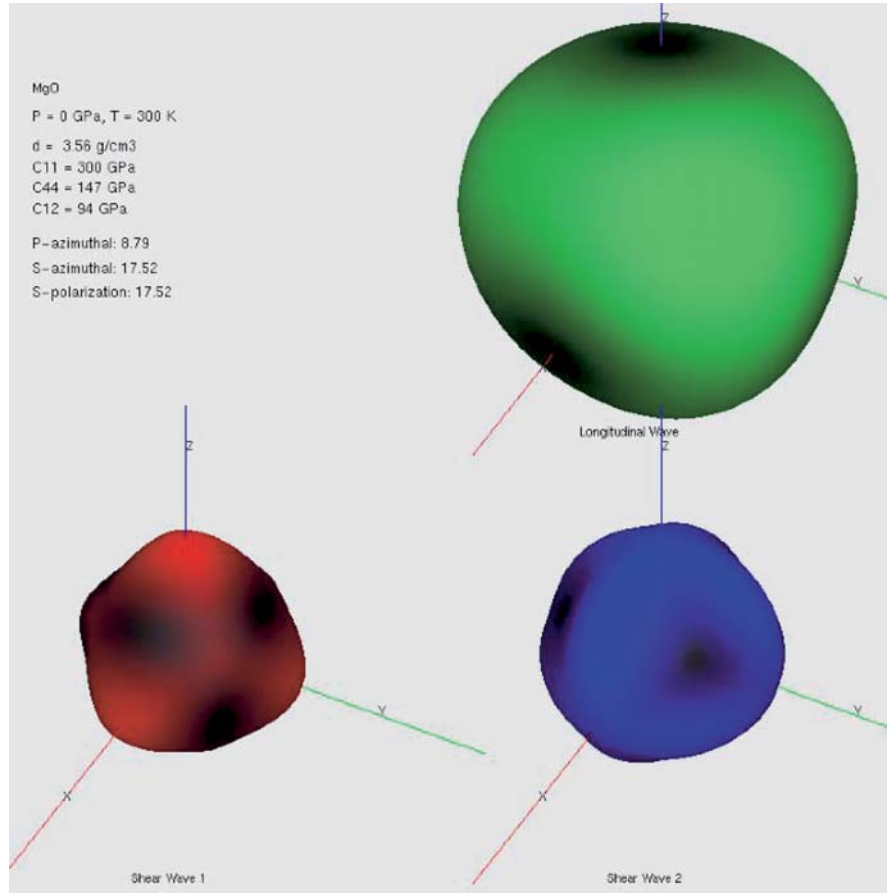 MgO
P = 0 GPa, T = 300 K
d = 3.56 g/cm3
C11 = 300 GPa
C44 = 147 GPa
C12 = 94 GPa
P-azimuthal: 8.79
S-azimuthal: 17.52
S-polarization: 17.52
Z
Y
X
Longitudinal Wave
Z
Y
X
Shear Wave 1
Z
Y
X
Shear Wave 2